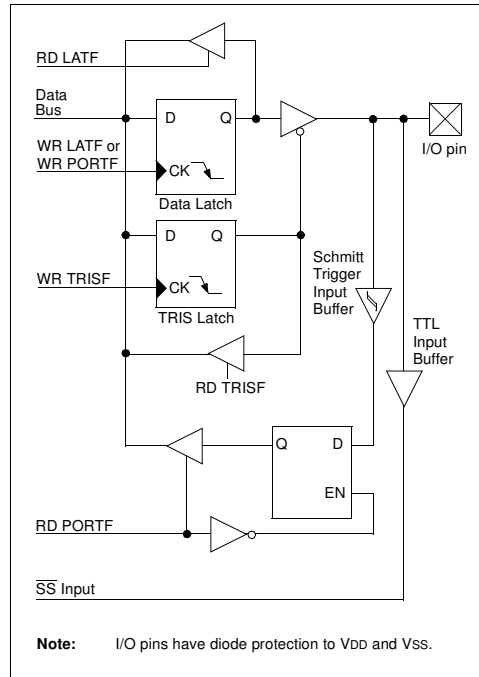 RD LATF
Data
Bus
D Q
I/O pin
WR LATF or
WR PORTF
CK
Data Latch
D Q
WR TRISF
CK
TRIS Latch
Schmitt
Trigger
Input
Buffer
TTL
Input
Buffer
RD TRISF
Q D
EN
RD PORTF
SS Input
Note: I/O pins have diode protection to VDD and VSS.